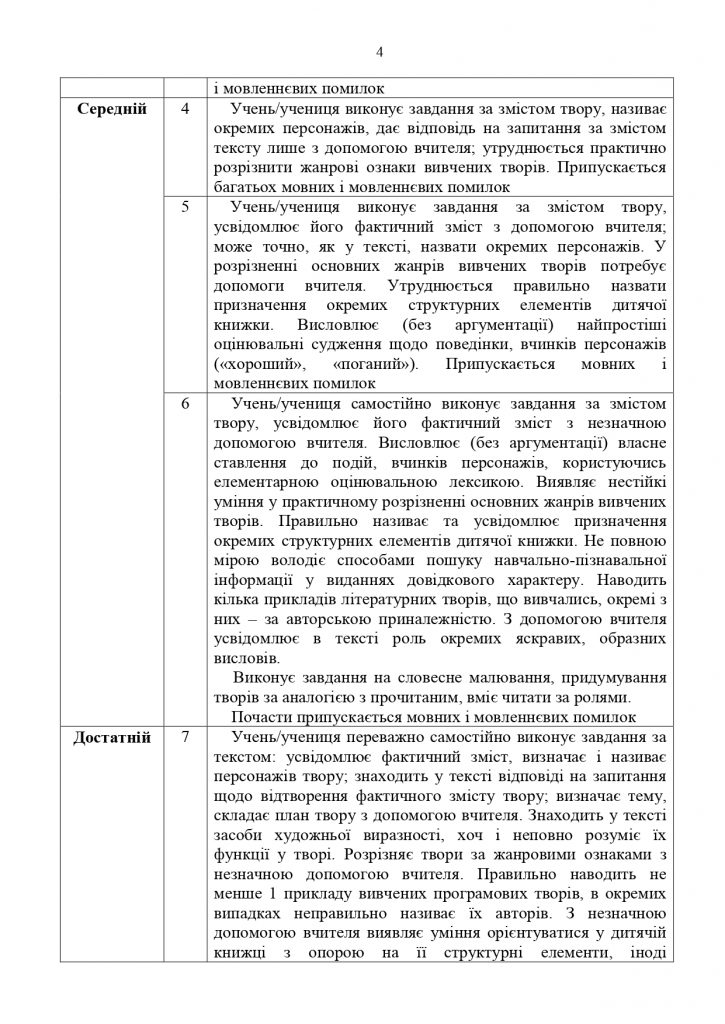 4
і мовленнєвих помилок
Середній 4 Учень/учениця виконує завдання за змістом твору, називає
окремих персонажів, дає відповідь на запитання за змістом
тексту лише з допомогою вчителя; утруднюється практично
розрізнити жанрові ознаки вивчених творів. Припускається
багатьох мовних і мовленнєвих помилок
5 Учень/учениця виконує завдання за змістом твору,
усвідомлює його фактичний зміст з допомогою вчителя;
може точно, як у тексті, назвати окремих персонажів. У
розрізненні основних жанрів вивчених творів потребує
допомоги вчителя. Утруднюється правильно назвати
призначення окремих структурних елементів дитячої
книжки. Висловлює (без аргументації) найпростіші
оцінювальні судження щодо поведінки, вчинків персонажів
(«хороший», «поганий»). Припускається мовних і
мовленнєвих помилок
6 Учень/учениця самостійно виконує завдання за змістом
твору, усвідомлює його фактичний зміст з незначною
допомогою вчителя. Висловлює (без аргументації) власне
ставлення до подій, вчинків персонажів, користуючись
елементарною оцінювальною лексикою. Виявляє нестійкі
уміння у практичному розрізненні основних жанрів вивчених
творів. Правильно називає та усвідомлює призначення
окремих структурних елементів дитячої книжки. Не повною
мірою володіє способами пошуку навчально-пізнавальної
інформації у виданнях довідкового характеру. Наводить
кілька прикладів літературних творів, що вивчались, окремі з
них – за авторською приналежністю. З допомогою вчителя
усвідомлює в тексті роль окремих яскравих, образних
висловів.
Виконує завдання на словесне малювання, придумування
творів за аналогією з прочитаним, вміє читати за ролями.
Почасти припускається мовних і мовленнєвих помилок
Достатній 7 Учень/учениця переважно самостійно виконує завдання за
текстом: усвідомлює фактичний зміст, визначає і називає
персонажів твору; знаходить у тексті відповіді на запитання
щодо відтворення фактичного змісту твору; визначає тему,
складає план твору з допомогою вчителя. Знаходить у тексті
засоби художньої виразності, хоч і неповно розуміє їх
функції у творі. Розрізняє твори за жанровими ознаками з
незначною допомогою вчителя. Правильно наводить не
менше 1 прикладу вивчених програмових творів, в окремих
випадках неправильно називає їх авторів. З незначною
допомогою вчителя виявляє уміння орієнтуватися у дитячій
книжці з опорою на її структурні елементи, іноді